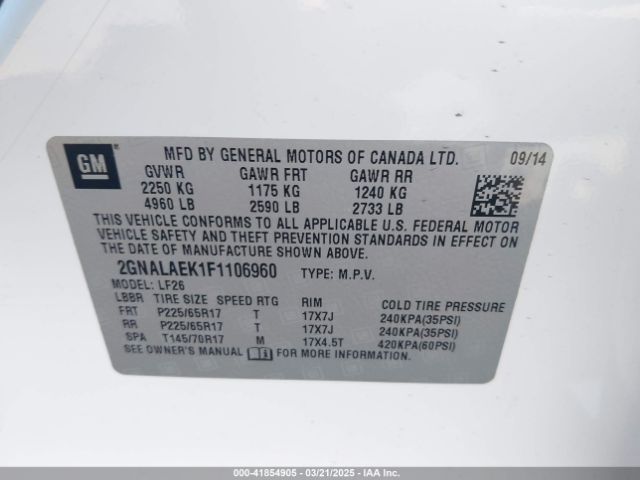 GM
MFD BY GENERAL MOTORS OF CANADA LTD. 09/14
GVWR GAWR FRT GAWR RR
2250 KG 1175 KG 1240 KG
4960 LB 2590 LB 2733 LB
THIS VEHICLE CONFORMS TO ALL APPLICABLE U.S. FEDERAL MOTOR
VEHICLE SAFETY AND THEFT PREVENTION STANDARDS IN EFFECT ON
THE DATE OF MANUFACTURE SHOWN ABOVE.
2GNALAEK1F1106960 TYPE: M.P.V.
MODEL: LF26
LBBR TIRE SIZE SPEED RTG RIM COLD TIRE PRESSURE
FRT P225/65R17 T 17X7J 240KPA(35PSI)
RR P225/65R17 T 17X7J 240KPA(35PSI)
SPA T145/70R17 M 17X4.5T 420KPA(60PSI)
SEE OWNER'S MANUAL FOR MORE INFORMATION
000-41854905 - 03/21/2025 - IAA Inc.